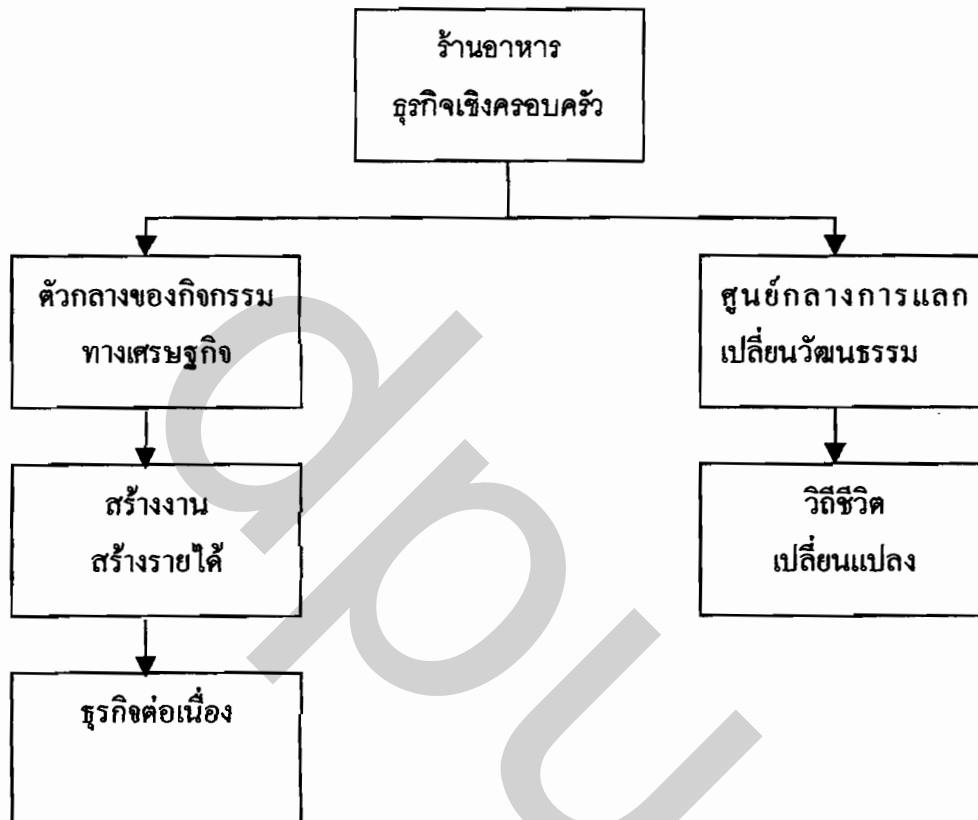 ร้านอาหาร
ธุรกิจเชิงครอบครัว
ตัวกลางของกิจกรรม
ทางเศรษฐกิจ
ศูนย์กลางการแลก
เปลี่ยนวัฒนธรรม
สร้างงาน
สร้างรายได้
วิถีชีวิต
เปลี่ยนแปลง
ธุรกิจต่อเนื่อง
dpu